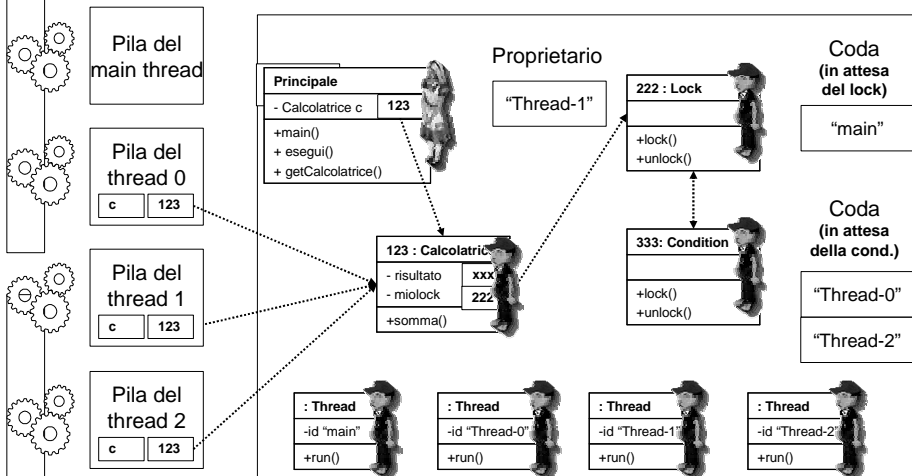 Pila del
main thread
Pila del
thread 0
c 123
Pila del
thread 1
c 123
Pila del
thread 2
c 123
Principale
- Calcolatrice c 123
+main()
+ esegui()
+ getCalcolatrice()
Proprietario
“Thread-1”
222 : Lock
+lock()
+unlock()
Coda
(in attesa
del lock)
“main”
123 : Calcolatric
- risultato xxx
- miolock 222
+somma()
333: Condition
+lock()
+unlock()
Coda
(in attesa
della cond.)
“Thread-0”
“Thread-2”
: Thread
-id “main”
+run()
: Thread
-id “Thread-0”
+run()
: Thread
-id “Thread-1”
+run()
: Thread
-id “Thread-2”
+run()